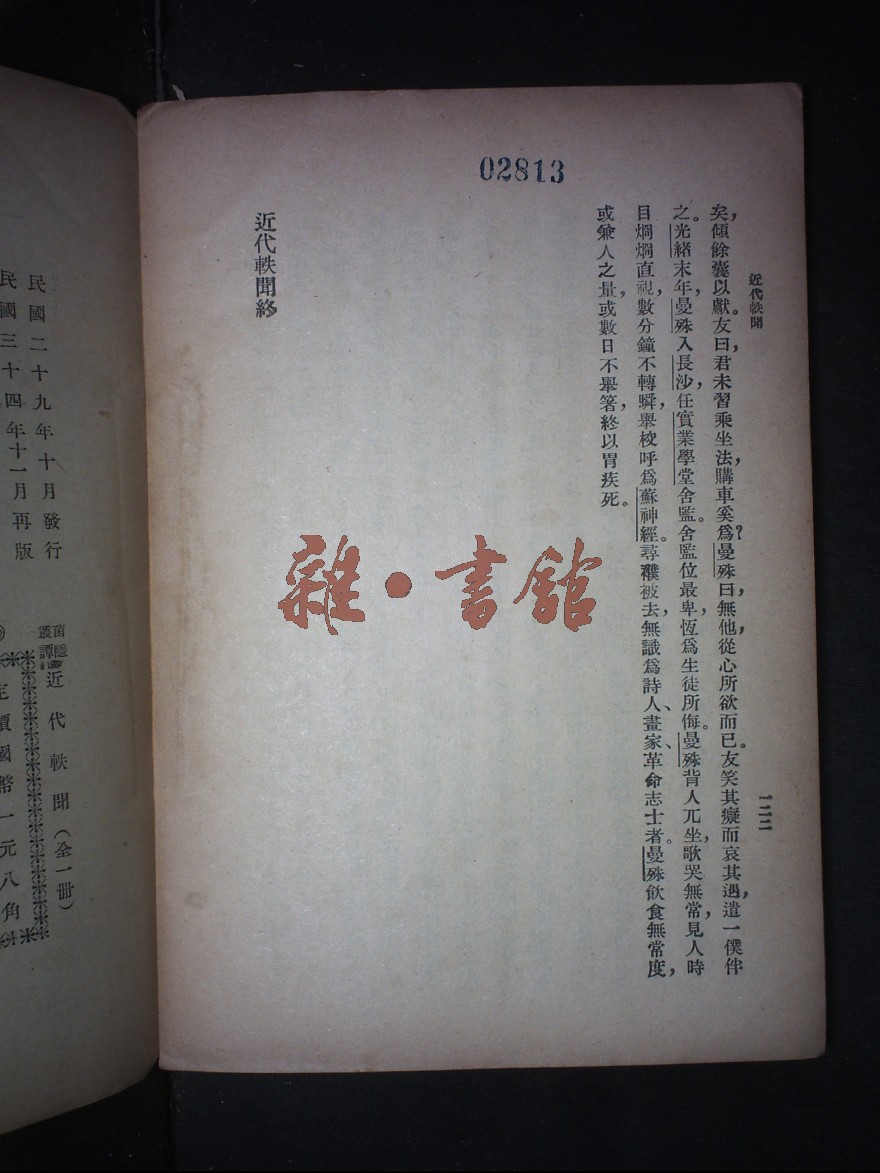 02813
近代軼聞
一二二
矣，傾餘囊以獻。友曰，君未習乘坐法，購車奚爲？曼殊曰，無他，從心所欲而已。友笑其癡而哀其遇，遣一僕伴
之。光緒末年，曼殊入長沙，任實業學堂舍監。舍監位最卑，恆爲生徒所侮。曼殊背人兀坐，歌哭無常，見人時
目烱烱直視，數分鐘不轉瞬，舉校呼爲蘇神經。尋襆被去，無識爲詩人、畫家、革命志士者。曼殊飲食無常度，
或兼人之量，或數日不舉箸，終以胃疾死。
近代軼聞終
雜·書館
民國二十九年十月發行
民國三十四年十一月再版
叢譚
近代軼聞（全一冊）
定價國幣一元八角